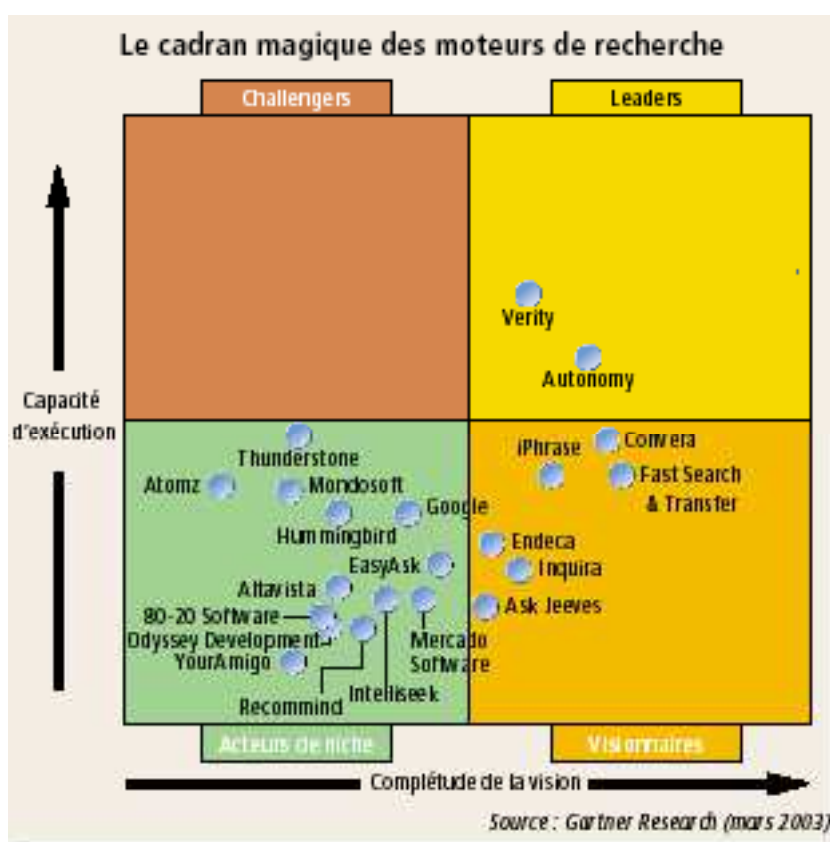 Le cadran magique des moteurs de recherche
Challengers
Leaders
Verity
Autonomy
Capacité
d'exécution
Thunderstone
Atomz
Mondosoft
Hummingbird
Google
EasyAsk
Altavista
80-20 Software
Odyssey Development
YourAmigo
Recommind
Intelliseek
Mercado
Software
iPhrase
Convera
Fast Search
& Transfer
Endeca
Inquira
Ask Jeeves
Acteurs de niche
Visionnaires
Complétude de la vision
Source : Gartner Research (mars 2003)